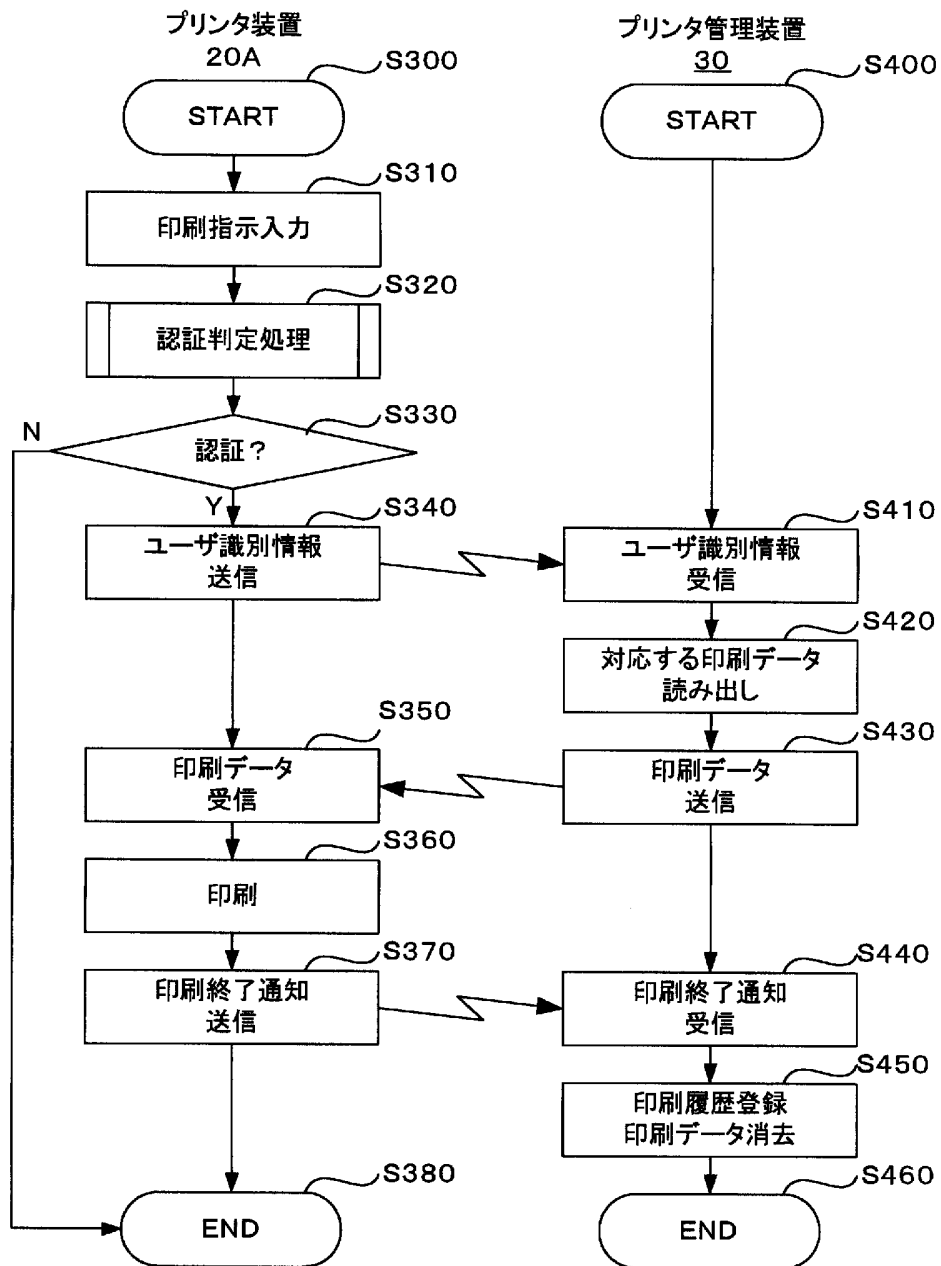 プリンタ装置
20A
プリンタ管理装置
30
S300
START
S400
START
S310
印刷指示入力
S320
認証判定処理
S330
N
認証?
Y
S340
ユーザ識別情報
送信
S410
ユーザ識別情報
受信
S420
対応する印刷データ
読み出し
S350
印刷データ
受信
S430
印刷データ
送信
S360
印刷
S370
印刷終了通知
送信
S440
印刷終了通知
受信
S450
印刷履歴登録
印刷データ消去
S380
END
S460
END